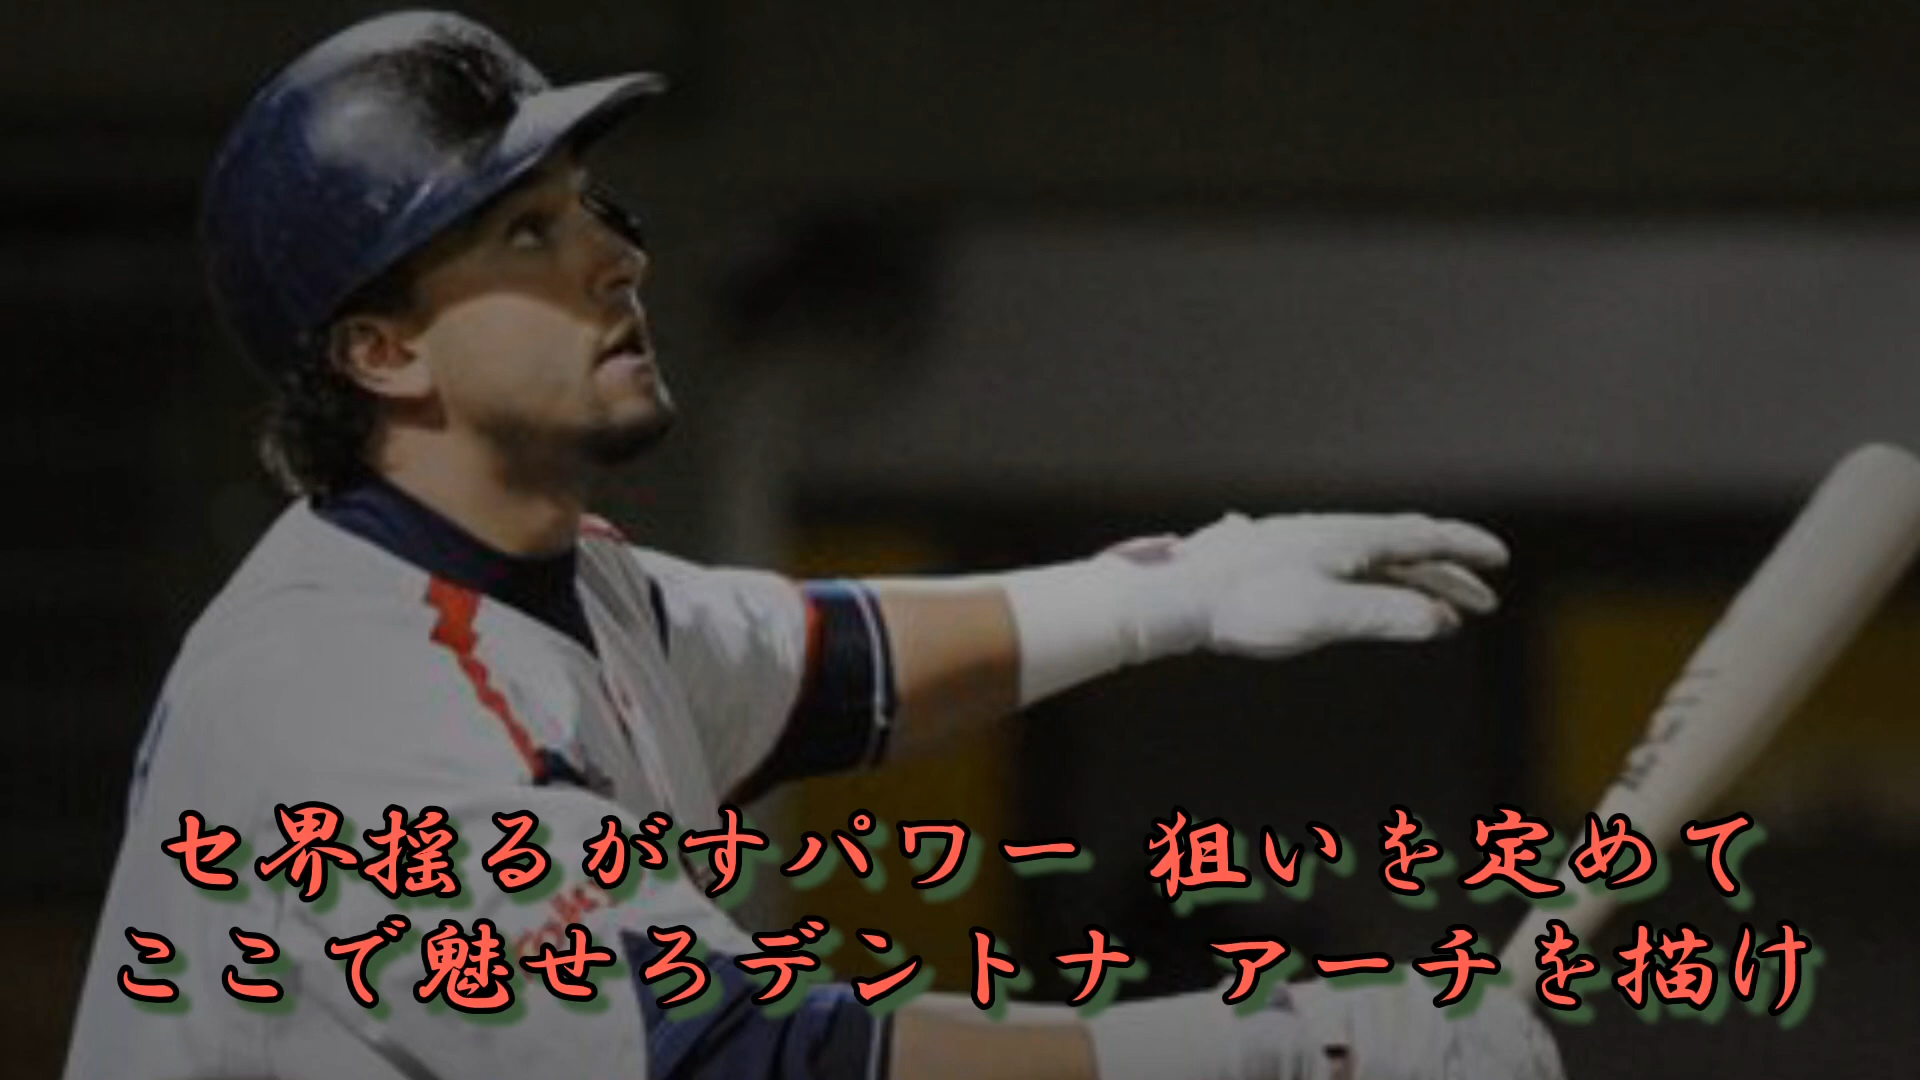 セ界揺るがすパワー 狙いを定めて
ここで魅せろデントナ アーチを描け